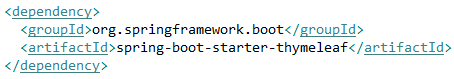 <dependency>
<groupId>org.springframework.boot</groupId>
<artifactId>spring-boot-starter-thymeleaf</artifactId>
</dependency>